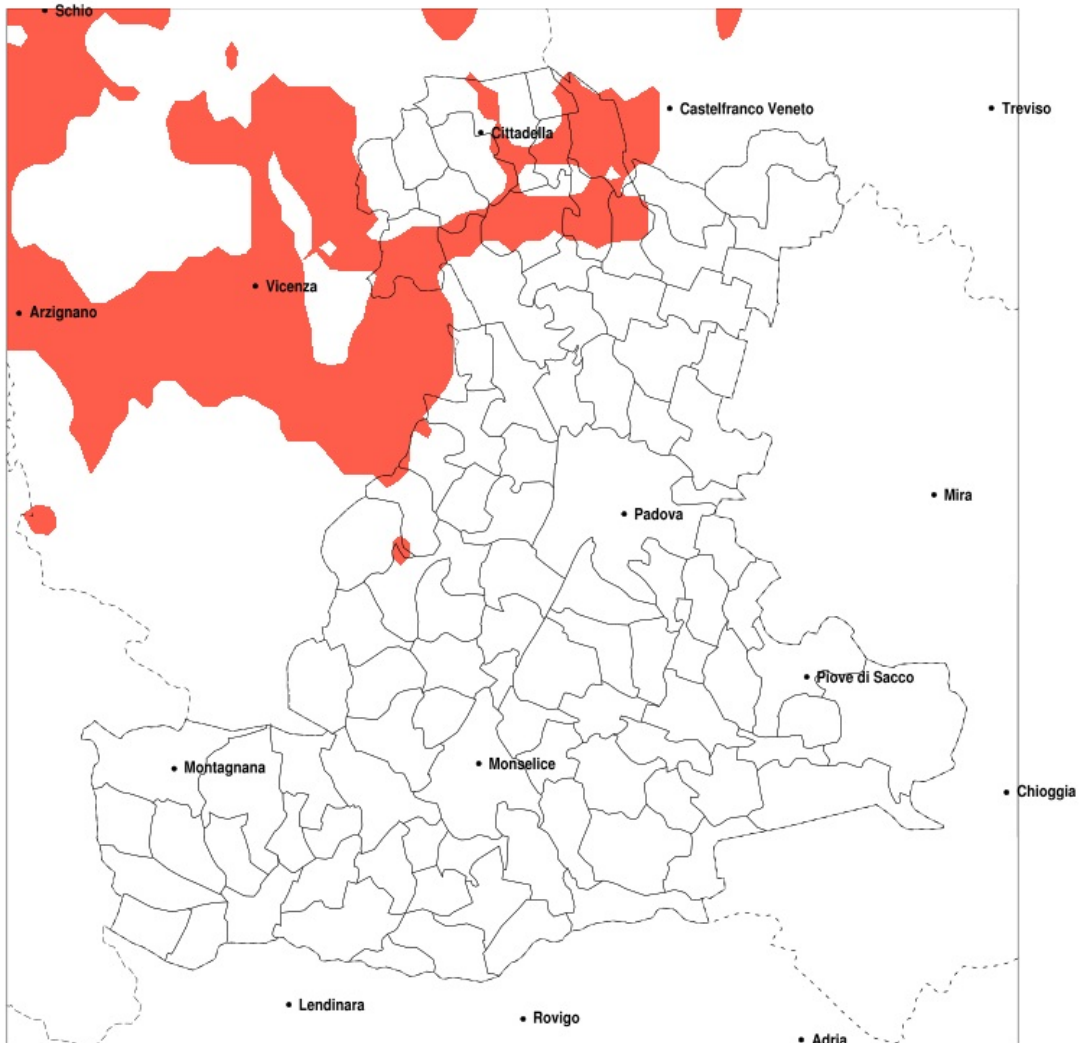 Schio
Castelfranco Veneto
Treviso
Cittadella
Vicenza
Arzignano
Mira
Padova
Piove di Sacco
Montagnana
Monselice
Chioggia
Lendinara
Rovigo
Adria